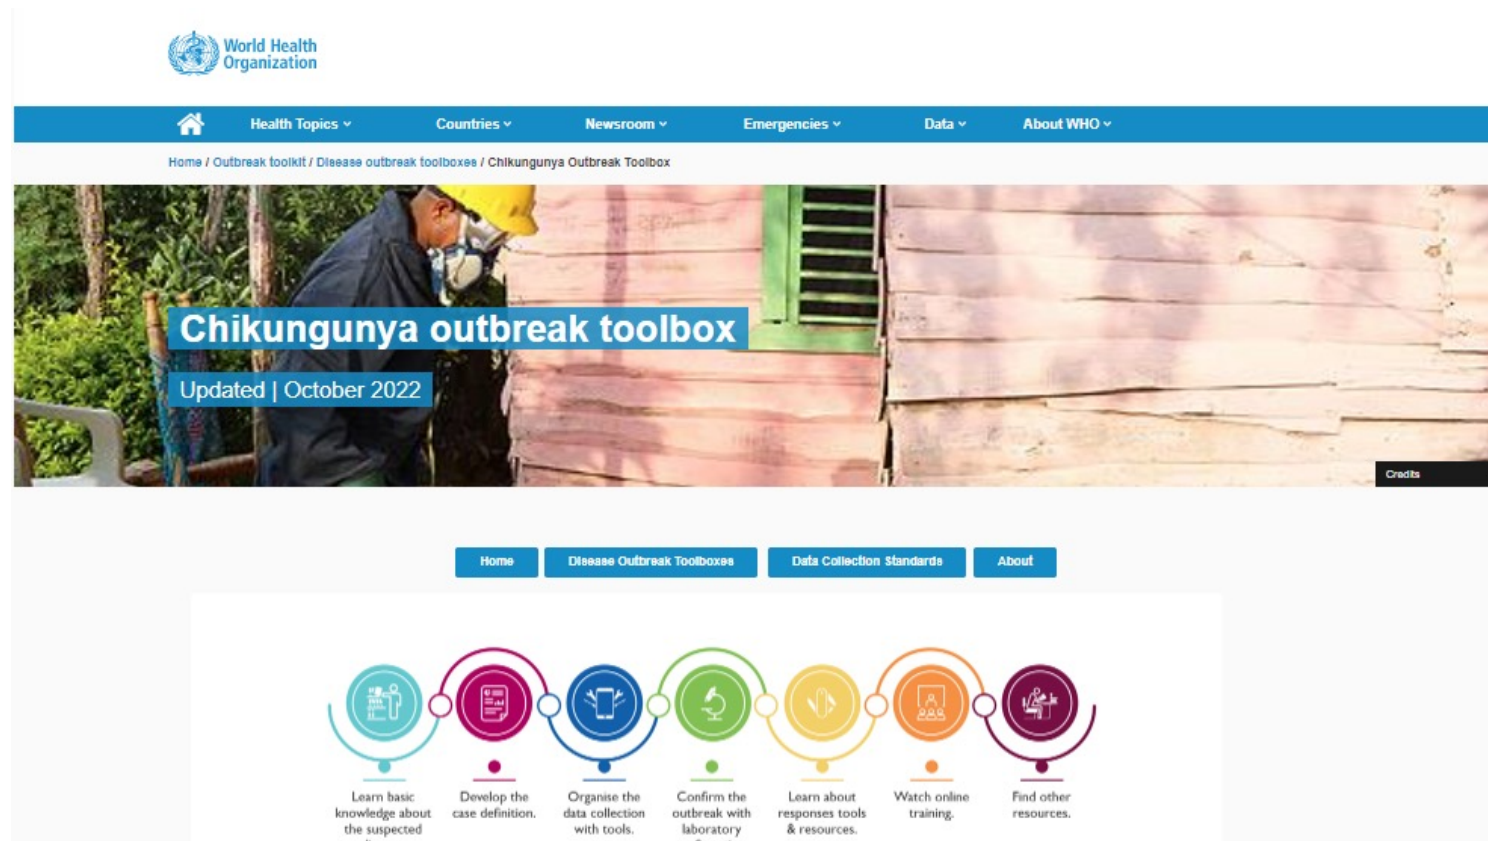 World Health
Organization
Health Topics
Countries
Newsroom
Emergencies
Data
About WHO
Home / Outbreak toolkit / Disease outbreak toolboxes / Chikungunya Outbreak Toolbox
Chikungunya outbreak toolbox
Updated | October 2022
Credits
Home
Disease Outbreak Toolboxes
Data Collection Standards
About
Learn basic
knowledge about
the suspected
Develop the
case definition.
Organise the
data collection
with tools.
Confirm the
outbreak with
laboratory
Learn about
responses tools
& resources.
Watch online
training.
Find other
resources.